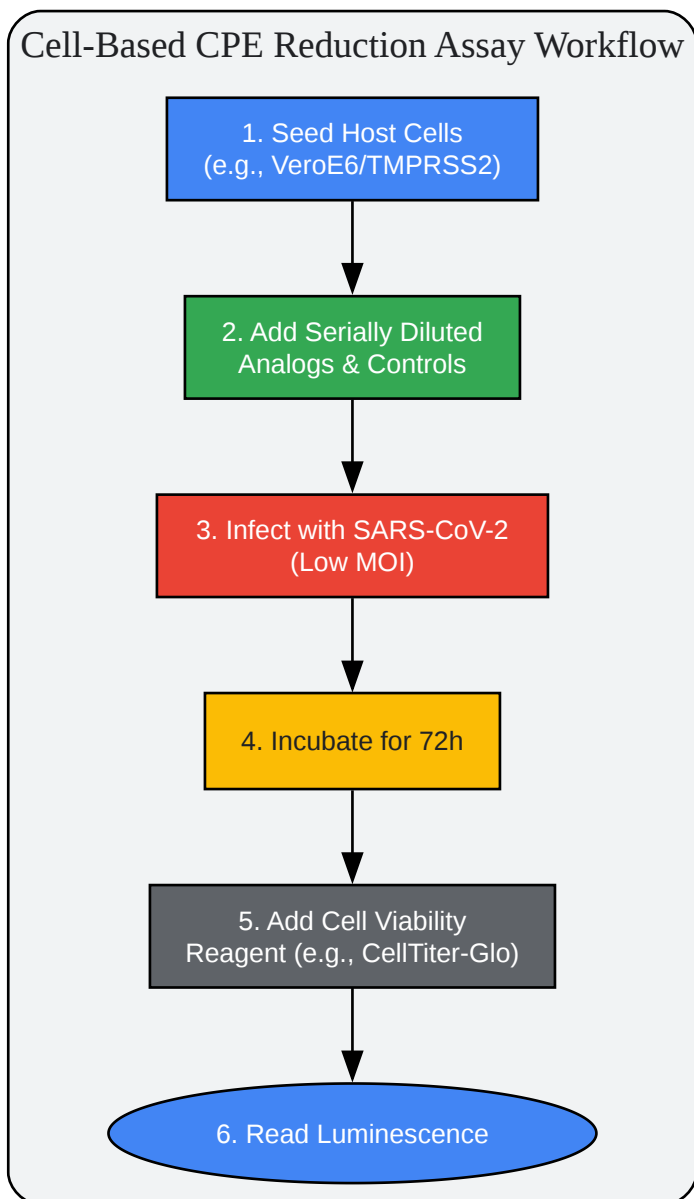 Cell-Based CPE Reduction Assay Workflow
1. Seed Host Cells
(e.g., VeroE6/TMPRSS2)
2. Add Serially Diluted
Analogs & Controls
3. Infect with SARS-CoV-2
(Low MOI)
4. Incubate for 72h
5. Add Cell Viability
Reagent (e.g., CellTiter-Glo)
6. Read Luminescence